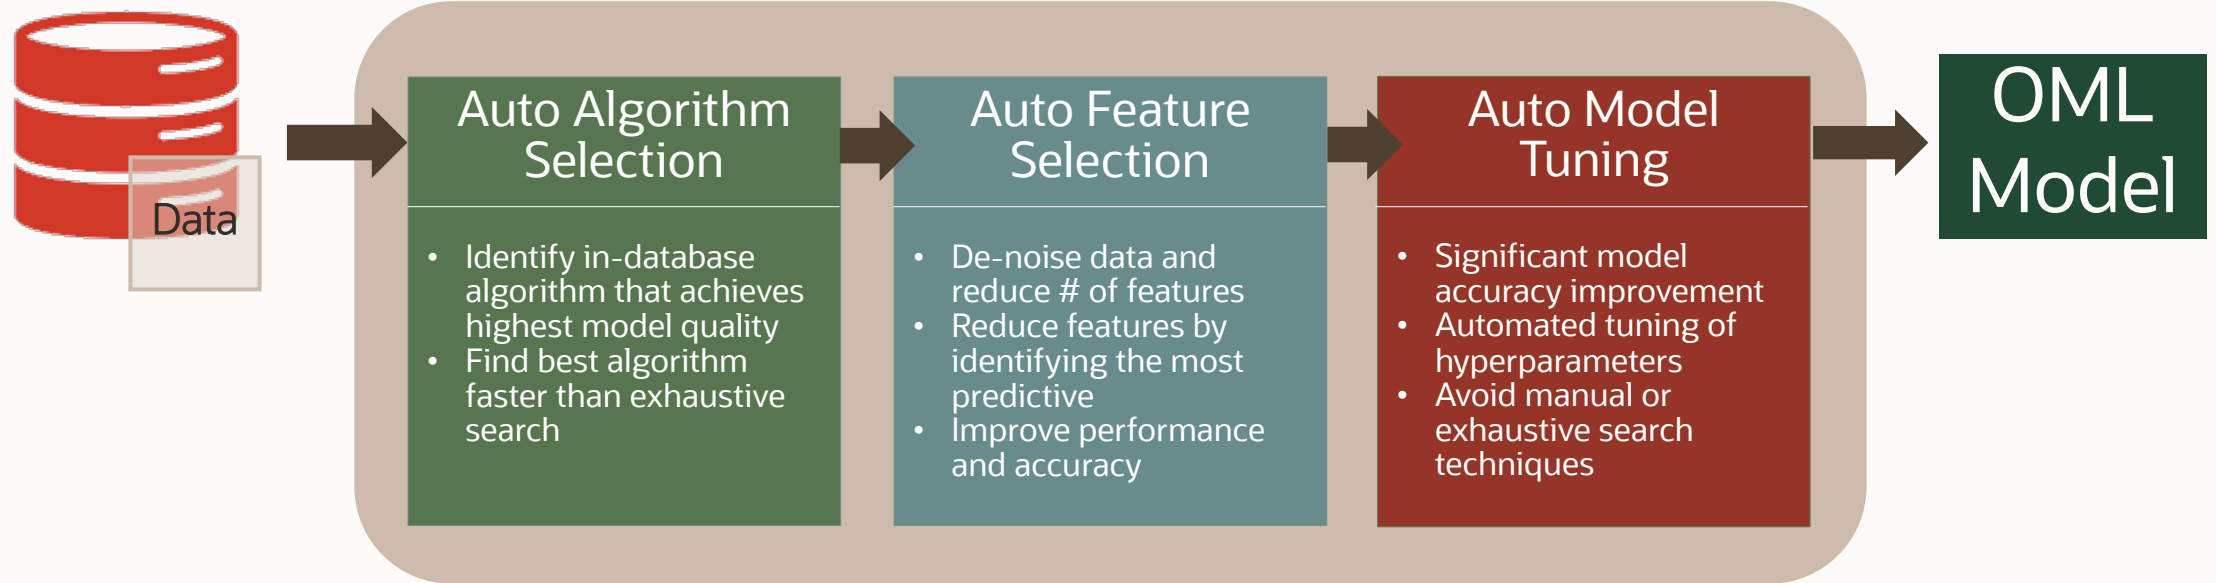 Data
Auto Algorithm
Selection
• Identify in-database
algorithm that achieves
highest model quality
• Find best algorithm
faster than exhaustive
search
Auto Feature
Selection
• De-noise data and
reduce # of features
• Reduce features by
identifying the most
predictive
• Improve performance
and accuracy
Auto Model
Tuning
• Significant model
accuracy improvement
• Automated tuning of
hyperparameters
• Avoid manual or
exhaustive search
techniques
OML
Model